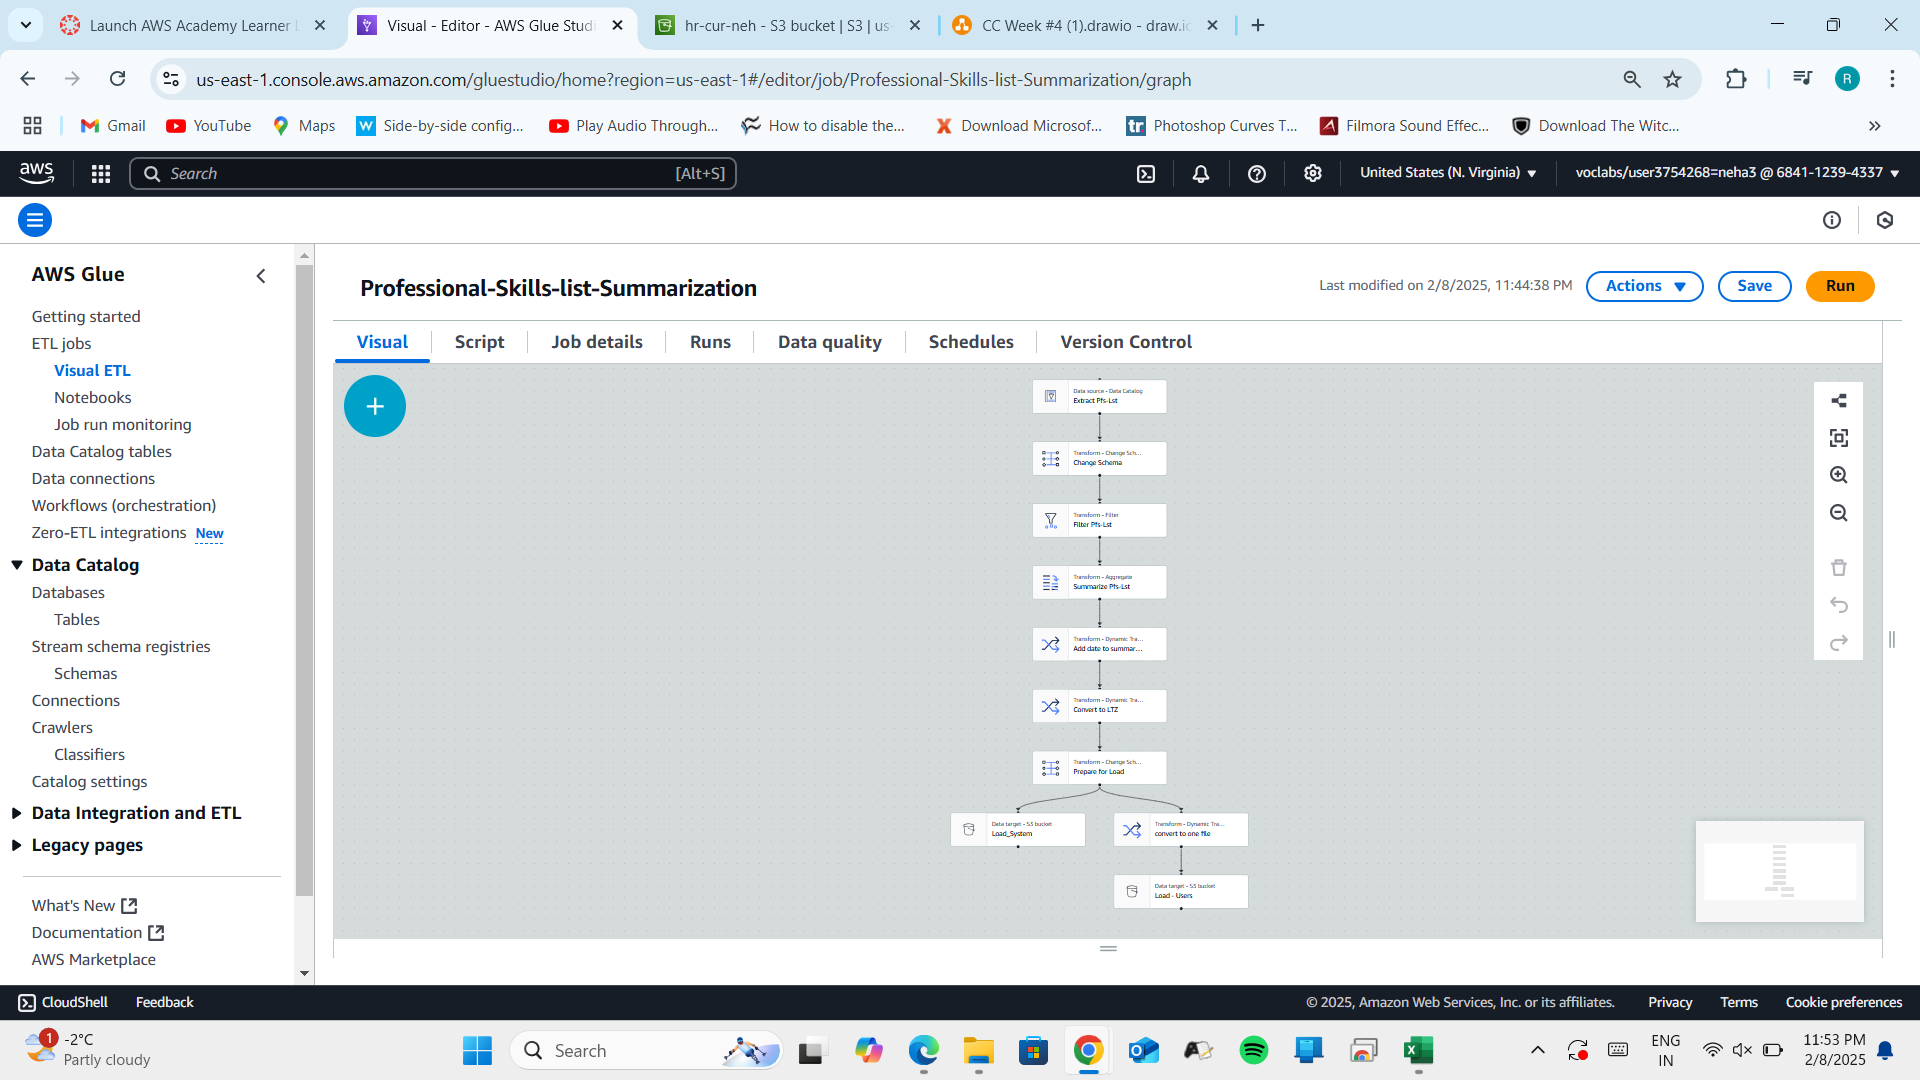 Launch AWS Academy Learner L
Visual - Editor - AWS Glue Studi
hr-cur-neh - S3 bucket | S3 | us-
CC Week #4 (1).drawio - draw.io
us-east-1.console.aws.amazon.com/gluestudio/home?region=us-east-1#/editor/job/Professional-Skills-list-Summarization/graph
R
Gmail
YouTube
Maps
Side-by-side config...
Play Audio Through...
How to disable the...
Download Microsof...
Photoshop Curves T...
Filmora Sound Effec...
Download The Witc...
aws
Search
[Alt+S]
United States (N. Virginia)
voclabs/user3754268=neha3 @ 6841-1239-4337
AWS Glue
Getting started
ETL jobs
Visual ETL
Notebooks
Job run monitoring
Data Catalog tables
Data connections
Workflows (orchestration)
Zero-ETL integrations New
Data Catalog
Databases
Tables
Stream schema registries
Schemas
Connections
Crawlers
Classifiers
Catalog settings
Data Integration and ETL
Legacy pages
What's New
Documentation
AWS Marketplace
Professional-Skills-list-Summarization
Last modified on 2/8/2025, 11:44:38 PM
Actions
Save
Run
Visual
Script
Job details
Runs
Data quality
Schedules
Version Control
Data source - Data Catalog
Extract Pfs-Lst
Transform - Change Sch...
Change Schema
Transform - Filter
Filter Pfs-Lst
Transform - Aggregate
Summarize Pfs-Lst
Transform - Dynamic Tra...
Add date to summar...
Transform - Dynamic Tra...
Convert to LTZ
Transform - Change Sch...
Prepare for Load
Data target - S3 bucket
Load_System
Transform - Dynamic Tra...
convert to one file
Data target - S3 bucket
Load - Users
CloudShell
Feedback
© 2025, Amazon Web Services, Inc. or its affiliates.
Privacy
Terms
Cookie preferences
1
-2°C
Partly cloudy
Search
ENG
IN
11:53 PM
2/8/2025